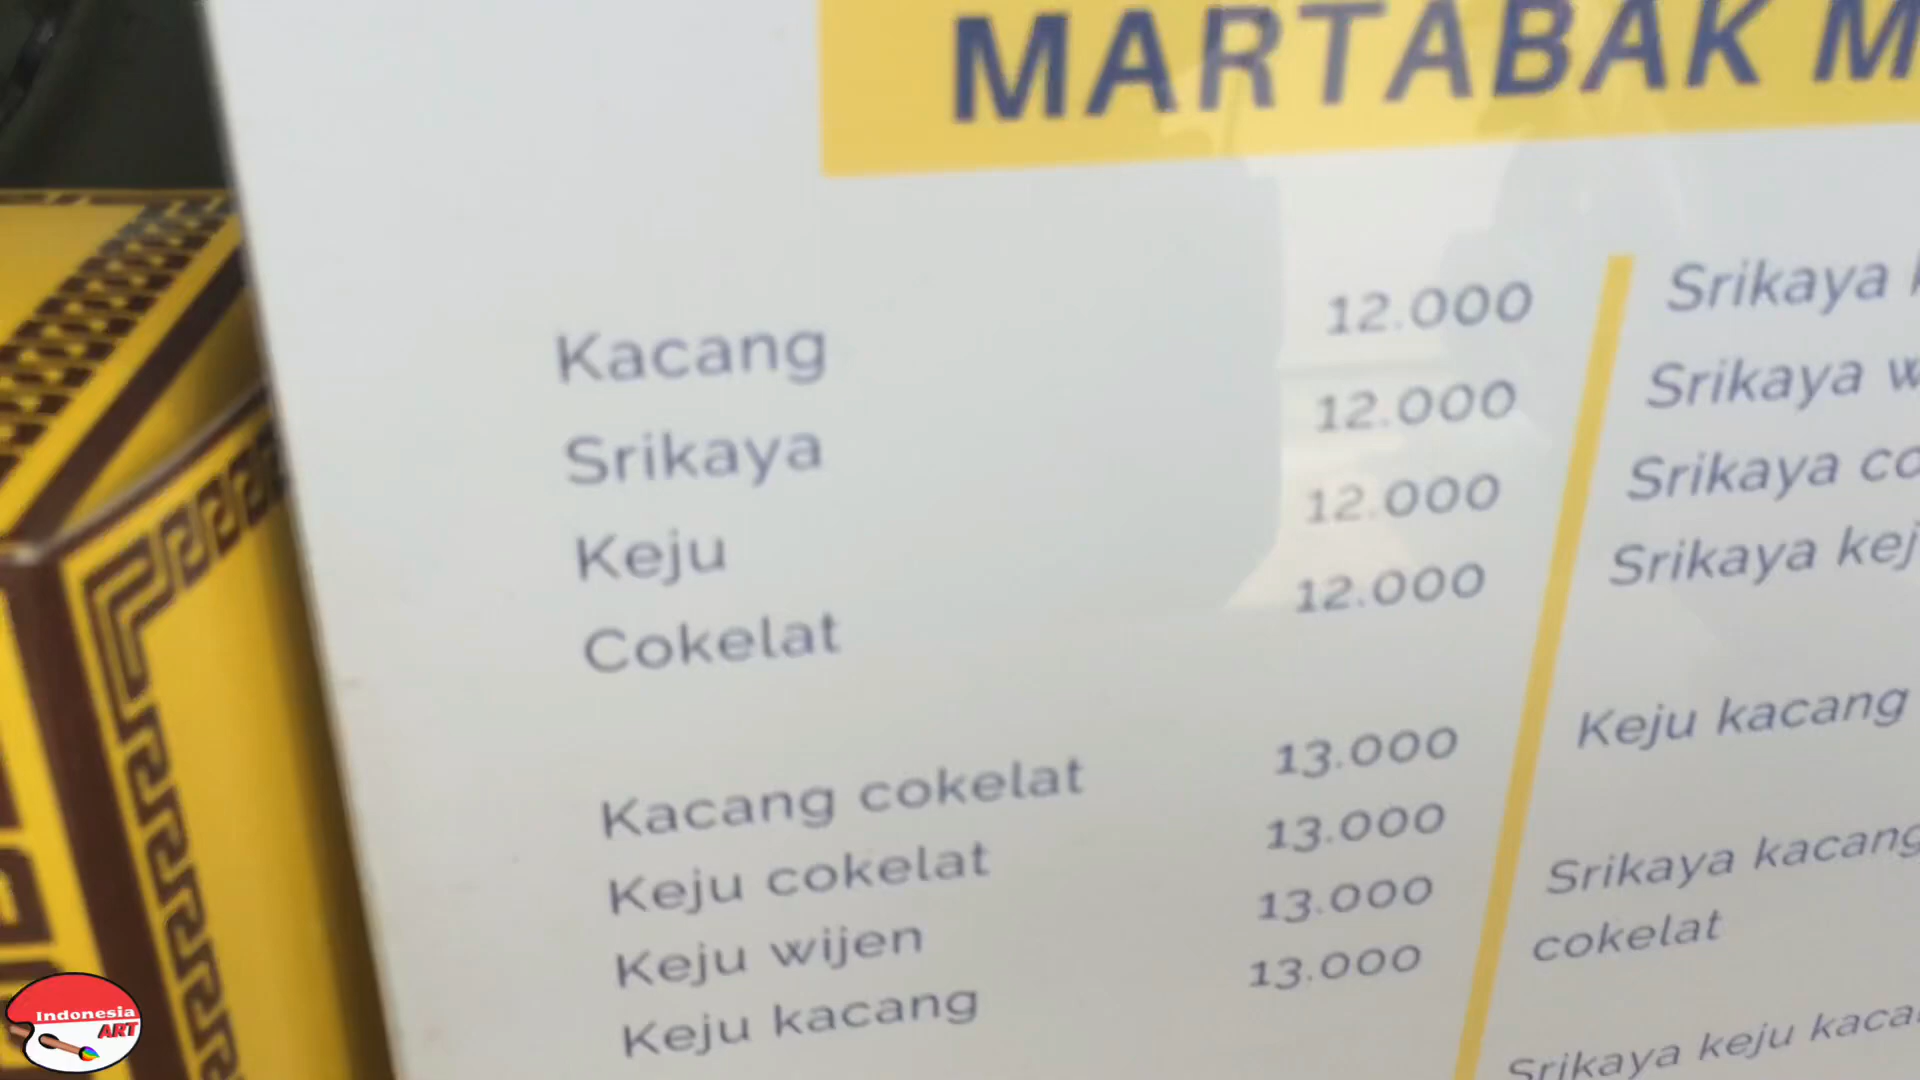 MARTABAK
Kacang 12.000
Srikaya 12.000
Keju 12.000
Cokelat 12.000
Kacang cokelat 13.000
Keju cokelat 13.000
Keju wijen 13.000
Keju kacang 13.000
Srikaya
Srikaya
Srikaya
Srikaya
Keju kacang
Srikaya kacang
cokelat
Srikaya keju
Indonesia
ART